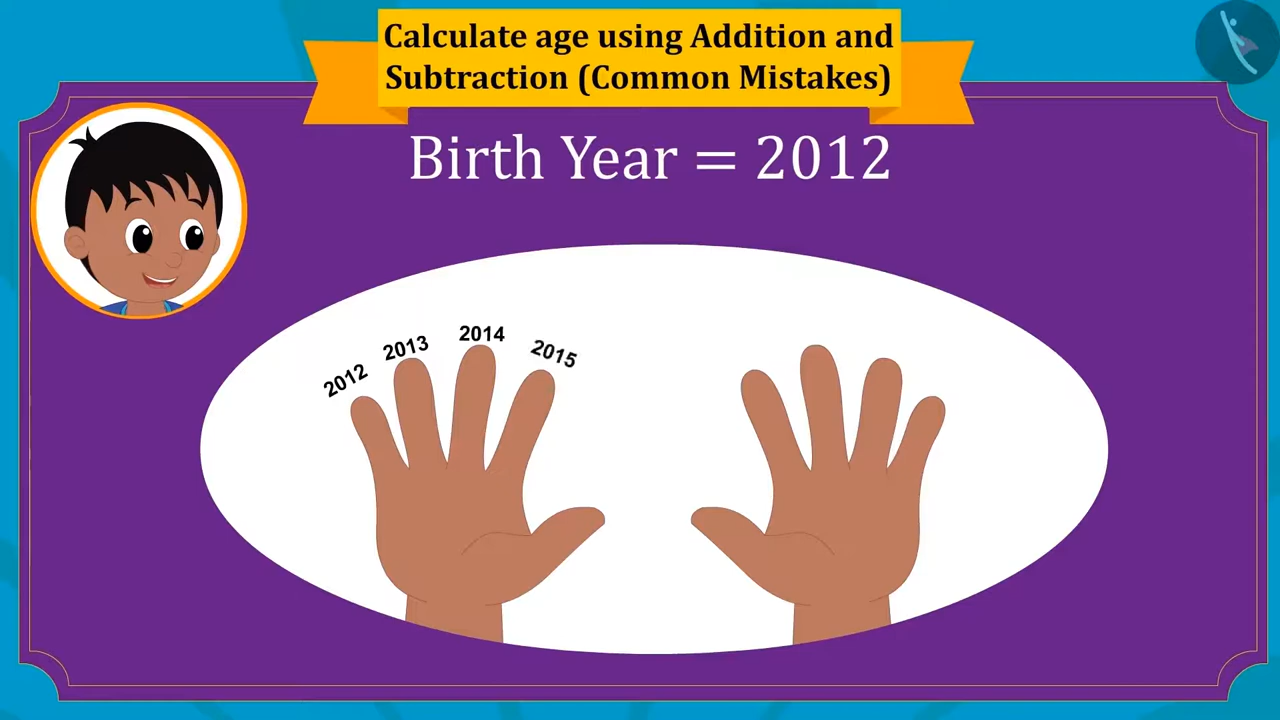 Calculate age using Addition and
Subtraction (Common Mistakes)
Birth Year = 2012
2012
2013
2014
2015